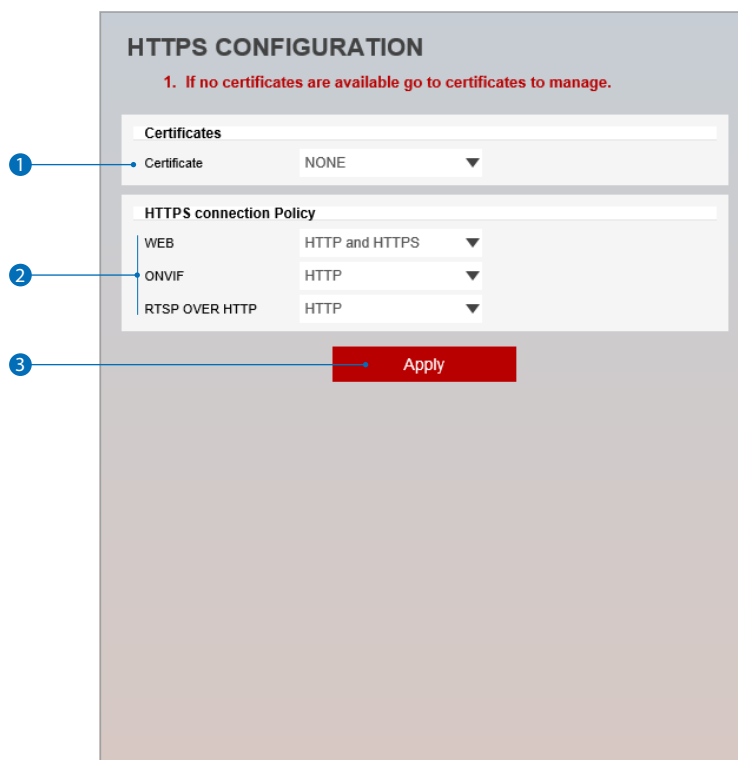 HTTPS CONFIGURATION
1. If no certificates are available go to certificates to manage.
Certificates
1 Certificate NONE
HTTPS connection Policy
WEB HTTP and HTTPS
2 ONVIF HTTP
RTSP OVER HTTP HTTP
3 Apply